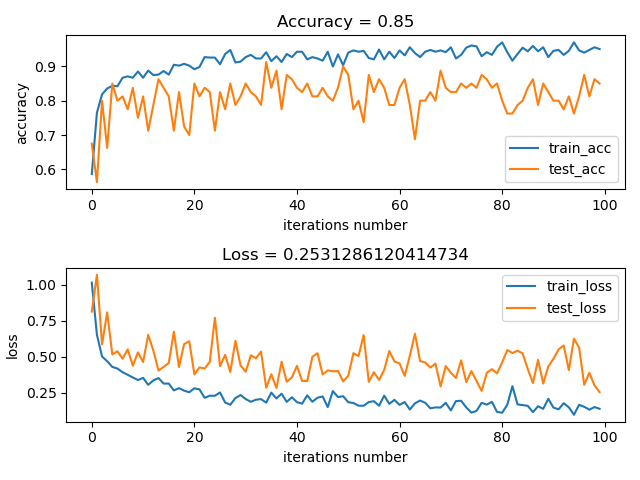 Accuracy = 0.85
accuracy
0.9
0.8
0.7
0.6
train_acc
test_acc
0 20 40 60 80 100
iterations number
Loss = 0.2531286120414734
loss
1.00
0.75
0.50
0.25
train_loss
test_loss
0 20 40 60 80 100
iterations number